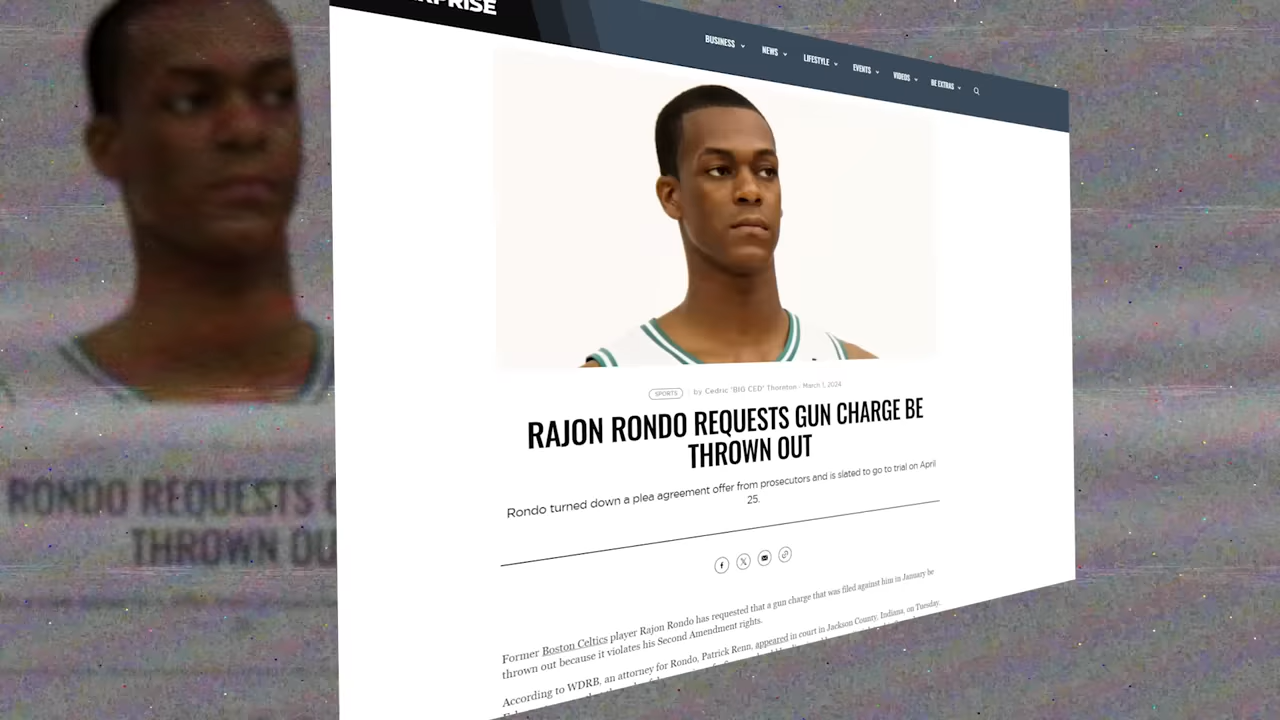 BUSINESS NEWS LIFESTYLE EVENTS VIDEOS BE EXTRAS
SPORTS by Cedric "BIG CED" Thornton March 1, 2024
RAJON RONDO REQUESTS GUN CHARGE BE
THROWN OUT
Rondo turned down a plea agreement offer from prosecutors and is slated to go to trial on April
25.
Former Boston Celtics player Rajon Rondo has requested that a gun charge that was filed against him in January be
thrown out because it violates his Second Amendment rights.
According to WDRB, an attorney for Rondo, Patrick Renn, appeared in court in Jackson County, Indiana, on Tuesday,
RONDO REQUESTS
THROWN